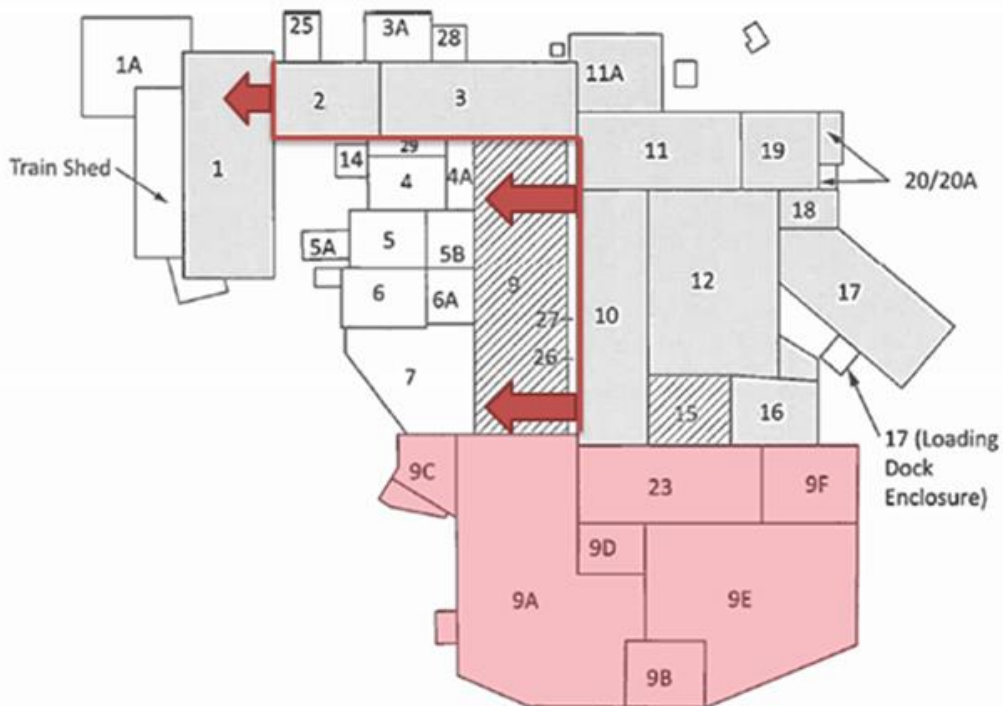 25
3A
28
1A
11A
2
3
Train Shed
1
14
29
4
4A
11
19
20/20A
18
5A
5
5B
6
6A
9
27
26
10
12
17
7
15
16
17 (Loading
Dock
Enclosure)
9C
23
9F
9D
9A
9E
9B